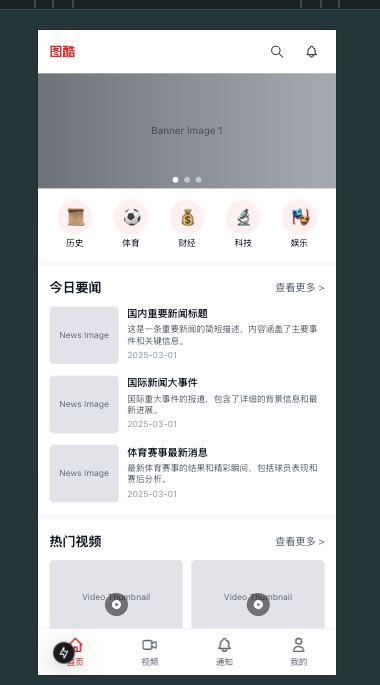 图酷
Banner Image 1
历史 体育 财经 科技 娱乐
今日要闻 查看更多 >
News Image
国内重要新闻标题
这是一条重要新闻的简短描述，内容涵盖了主要事
件和关键信息。
2025-03-01
News Image
国际新闻大事件
国际重大事件的报道，包含了详细的背景信息和最
新进展。
2025-03-01
News Image
体育赛事最新消息
最新体育赛事的结果和精彩瞬间，包括球员表现和
赛后分析。
2025-03-01
热门视频 查看更多 >
Video Thumbnail Video Thumbnail
首页 视频 通知 我的